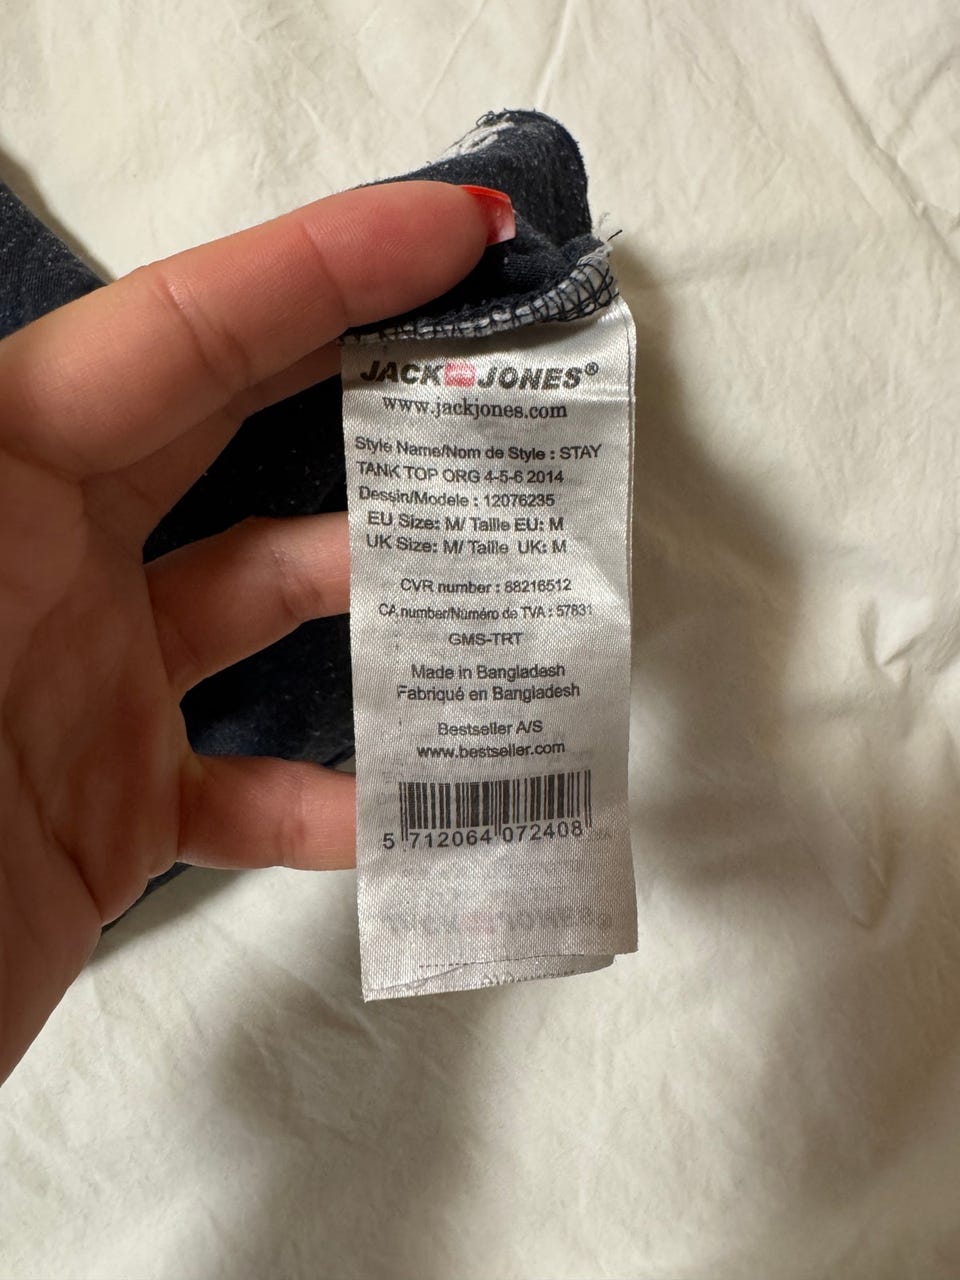 JACK JONES®
www.jackjones.com
Style Name/Nom de Style : STAY
TANK TOP ORG 4-5-6 2014
Dessin/Modele : 12076235
EU Size: M/ Taille EU: M
UK Size: M/ Taille UK: M
CVR number : 88216512
CA number/Numéro de TVA : 57831
GMS-TRT
Made in Bangladesh
Fabriqué en Bangladesh
Bestseller A/S
www.bestseller.com
5 712064 072408